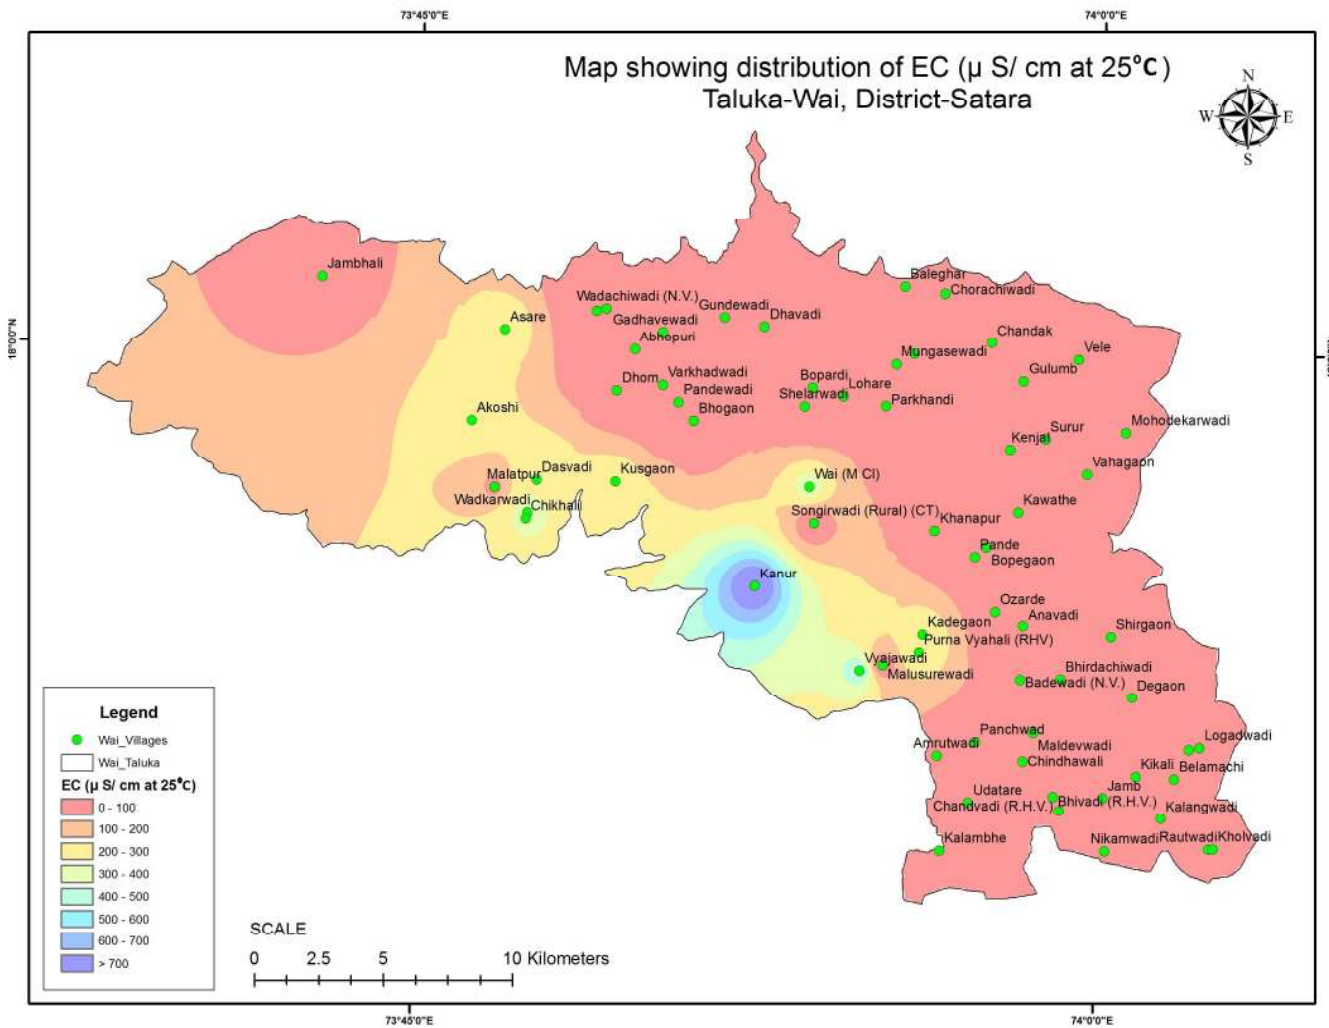 73°45'0"E
74°0'0"E
Map showing distribution of EC (µ S/ cm at 25°C)
Taluka-Wai, District-Satara
N
W
E
S
Jambhali
Baleghar
Chorachiwadi
Wadachiwadi (N.V.)
Gundewadi
Asare
Gadhavewadi
Dhavadi
18°0'0"N
Abhepuri
Chandak
Mungasewadi
Vele
Dhom
Varkhadwadi
Bopardi
Lohare
Gulumb
Pandewadi
Shelarwadi
Parkhandi
Akoshi
Bhogaon
Mohodekarwadi
Kenjal
Surur
Vahagaon
Malatpur
Dasvadi
Kusgaon
Wai (M Cl)
Wadkarwadi
Chikhali
Songirwadi (Rural) (CT)
Kawathe
Khanapur
Pande
Bopegaon
Kanur
Ozarde
Kadegaon
Anavadi
Shirgaon
Purna Vyahali (RHV)
Vyajawadi
Malusurewadi
Bhirdachiwadi
Badewadi (N.V.)
Degaon
Panchwad
Logadwadi
Amrutwadi
Maldevwadi
Chindhawali
Kikali
Belamachi
Udatare
Jamb
Chandvadi (R.H.V.)
Bhivadi (R.H.V.)
Kalangwadi
Kalambhe
Nikamwadi
Rautwadi
Kholvadi
Legend
Wai_Villages
Wai_Taluka
EC (µ S/ cm at 25°C)
0 - 100
100 - 200
200 - 300
300 - 400
400 - 500
500 - 600
600 - 700
> 700
SCALE
0 2.5 5 10 Kilometers
73°45'0"E
74°0'0"E